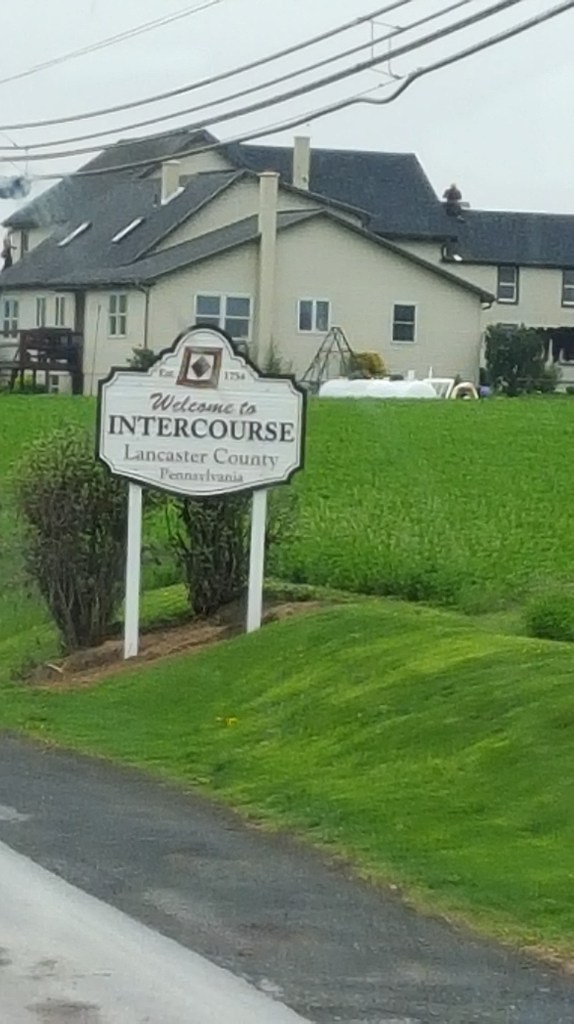 Est. 1754
Welcome to
INTERCOURSE
Lancaster County
Pennsylvania